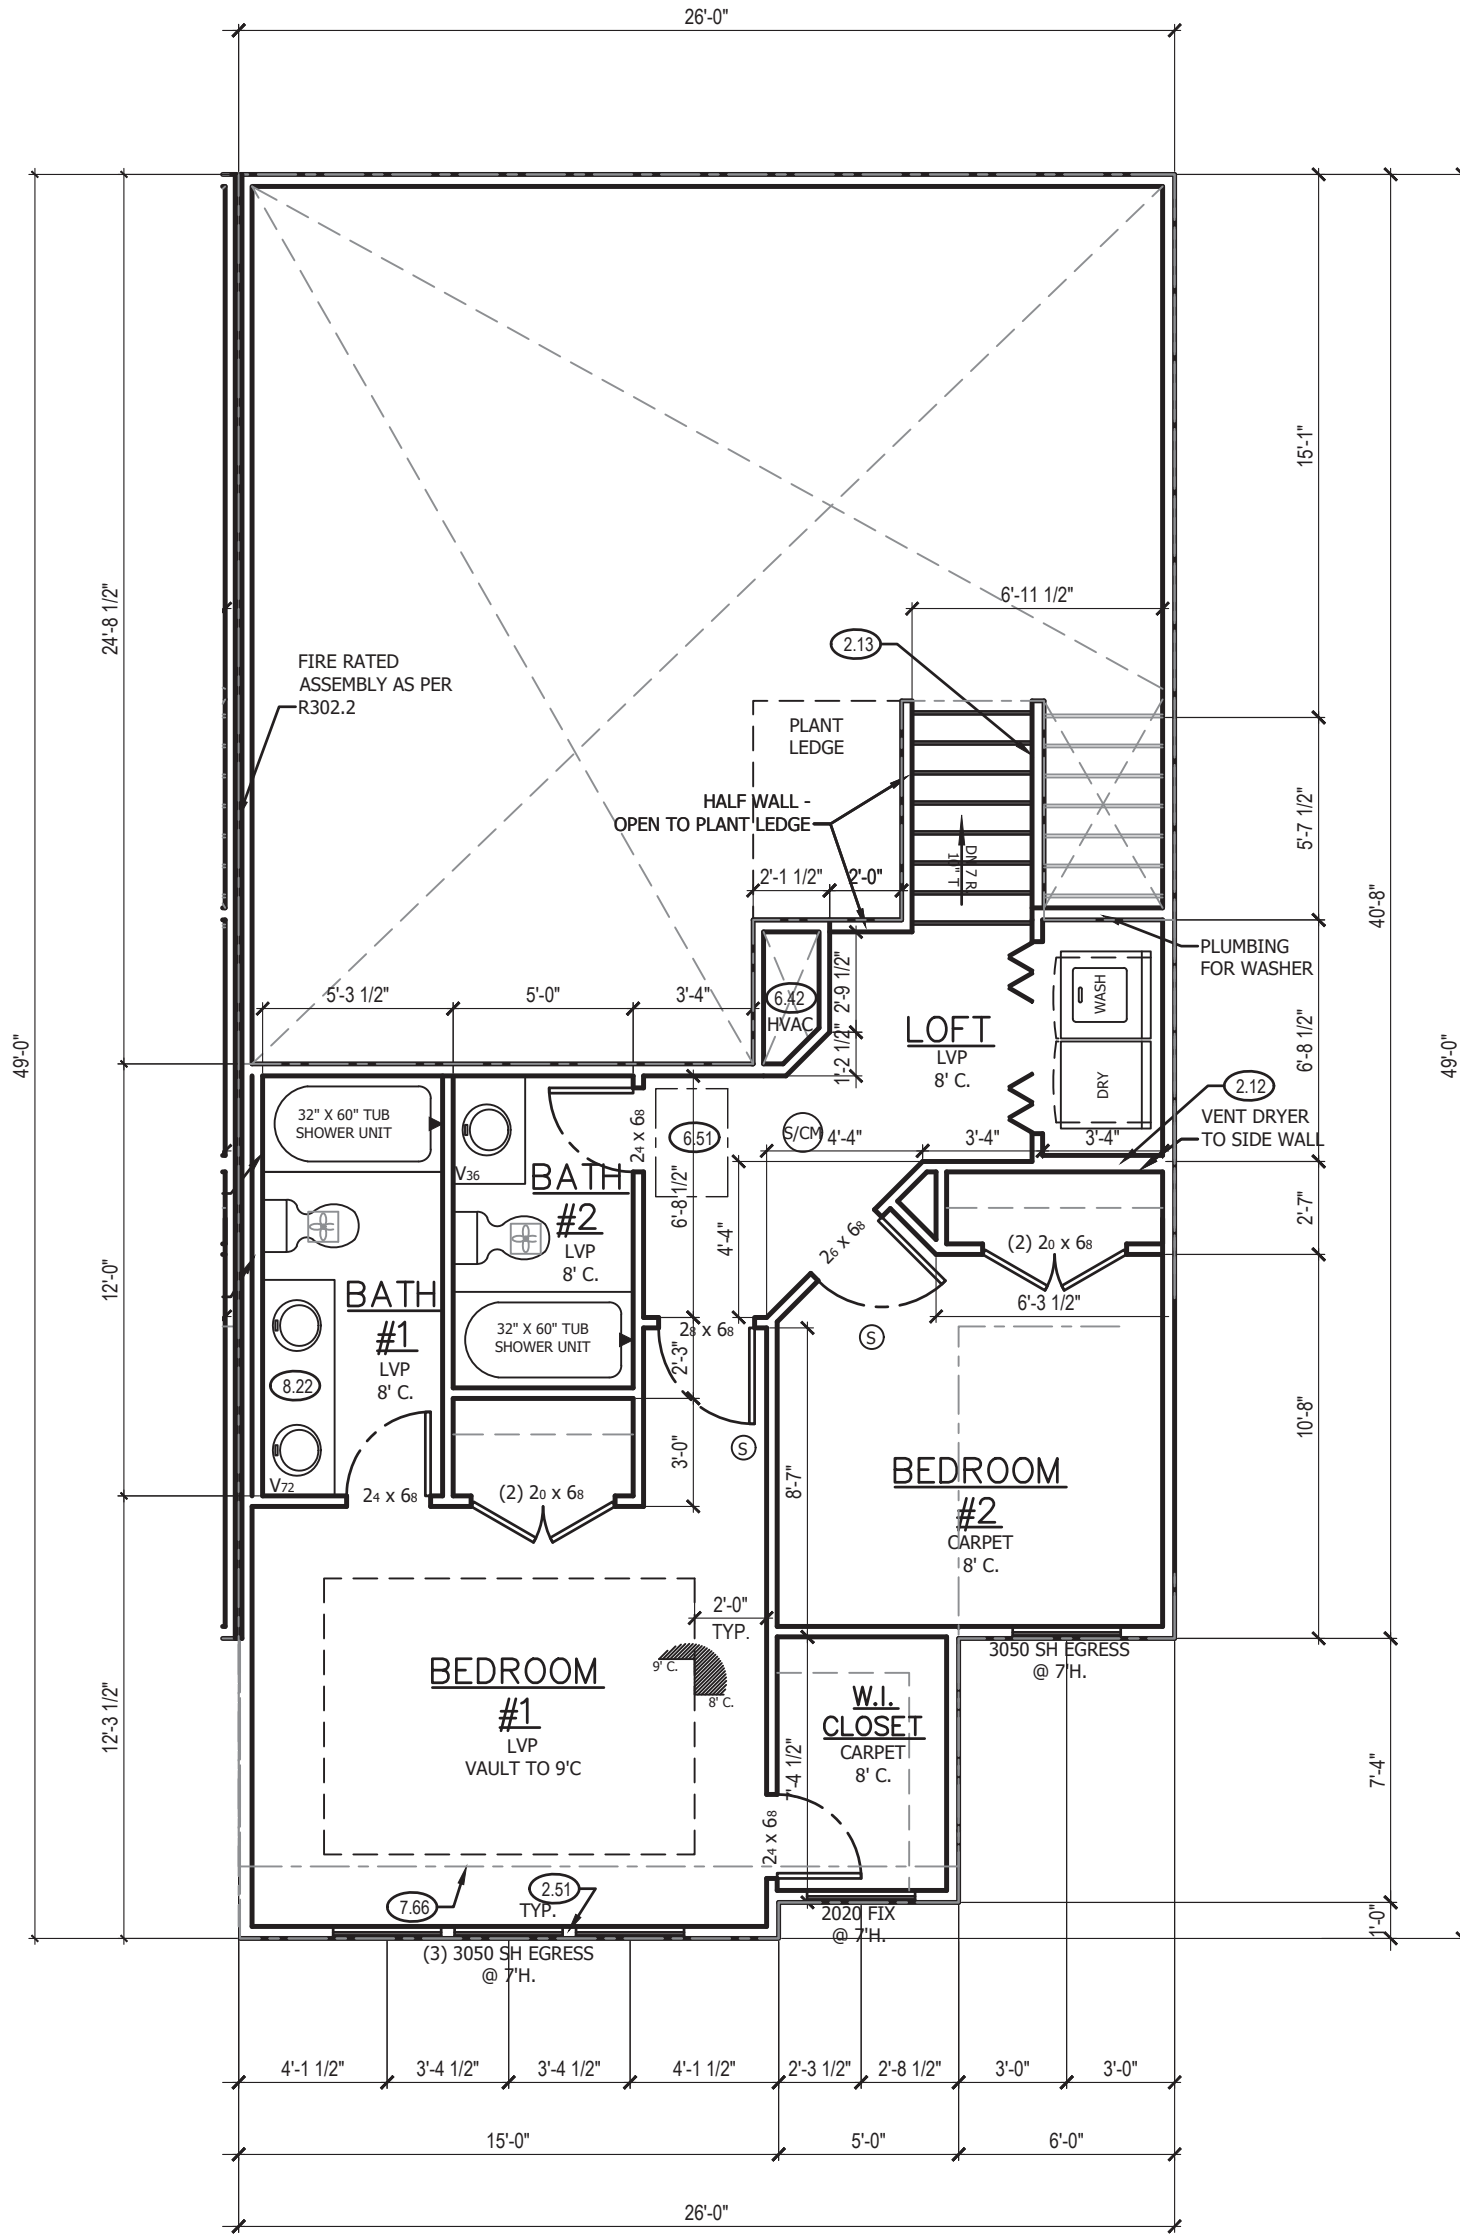 26'-0"
15'-1"
24'-8 1/2"
6'-11 1/2"
2.13
FIRE RATED
ASSEMBLY AS PER
R302.2
PLANT
LEDGE
HALF WALL -
OPEN TO PLANT LEDGE
5'-7 1/2"
DN 7 R
10" T
2'-1 1/2"
2'-0"
40'-8"
PLUMBING
FOR WASHER
5'-3 1/2"
5'-0"
3'-4"
6.42
HVAC
2'-9 1/2"
1'-2 1/2"
WASH
LOFT
LVP
8' C.
DRY
6'-8 1/2"
49'-0"
49'-0"
2.12
VENT DRYER
TO SIDE WALL
32" X 60" TUB
SHOWER UNIT
24 x 68
6.51
S/CM
4'-4"
3'-4"
3'-4"
V36
BATH
#2
LVP
8' C.
6'-8 1/2"
4'-4"
26 x 68
2'-7"
(2) 20 x 68
12'-0"
BATH
#1
LVP
8' C.
6'-3 1/2"
32" X 60" TUB
SHOWER UNIT
28 x 68
2'-3"
S
8.22
10'-8"
S
3'-0"
8'-7"
BEDROOM
#2
CARPET
8' C.
V72
24 x 68
(2) 20 x 68
2'-0"
TYP.
3050 SH EGRESS
@ 7'H.
BEDROOM
#1
LVP
VAULT TO 9'C
9' C.
8' C.
W.I.
CLOSET
CARPET
8' C.
12'-3 1/2"
7'-4 1/2"
7'-4"
24 x 68
7.66
2.51
TYP.
2020 FIX
@ 7'H.
1'-0"
(3) 3050 SH EGRESS
@ 7'H.
4'-1 1/2"
3'-4 1/2"
3'-4 1/2"
4'-1 1/2"
2'-3 1/2"
2'-8 1/2"
3'-0"
3'-0"
15'-0"
5'-0"
6'-0"
26'-0"